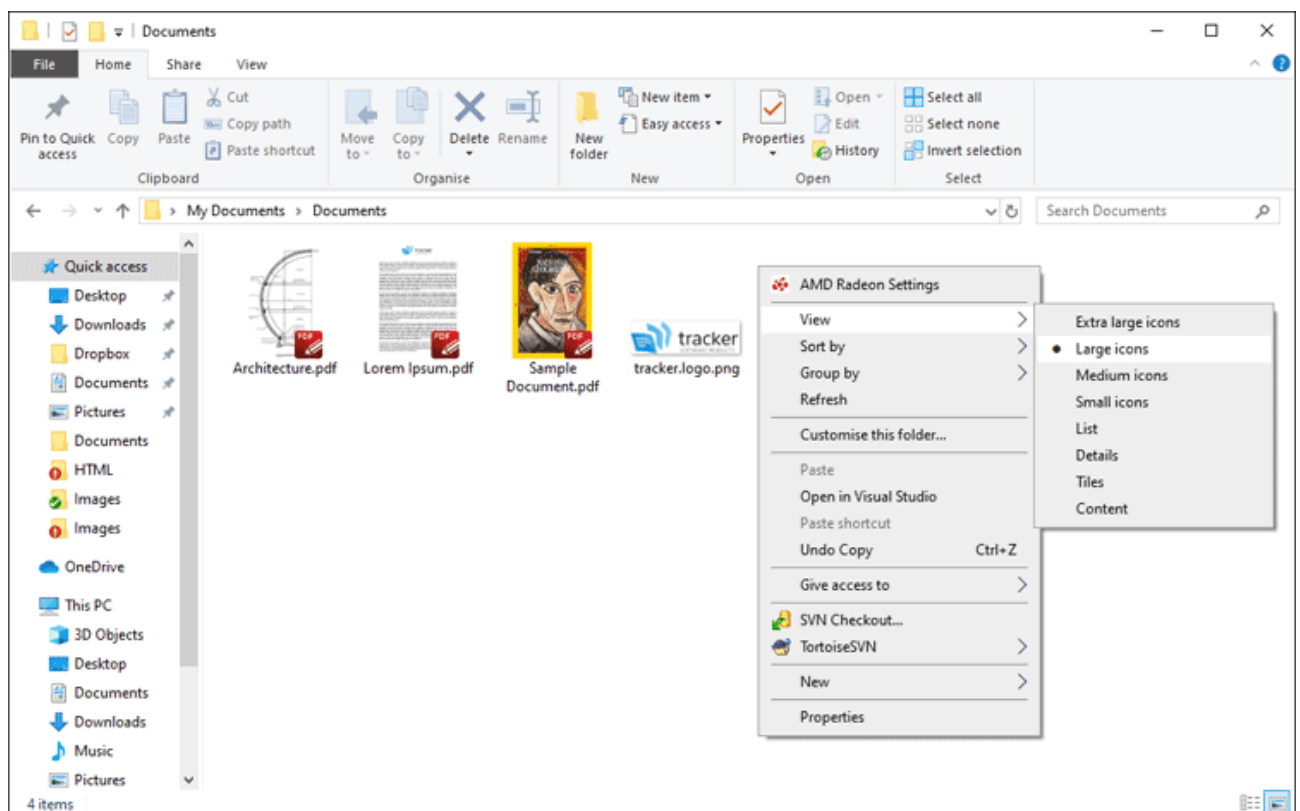 Documents
File
Home
Share
View
Pin to Quick access
Copy
Paste
Cut
Copy path
Paste shortcut
Clipboard
Move to
Copy to
Delete
Rename
Organise
New folder
New item
Easy access
New
Properties
Open
Edit
History
Open
Select all
Select none
Invert selection
Select
My Documents > Documents
Search Documents
Quick access
Desktop
Downloads
Dropbox
Documents
Pictures
Documents
HTML
Images
Images
OneDrive
This PC
3D Objects
Desktop
Documents
Downloads
Music
Pictures
4 items
PDF
Architecture.pdf
tracker
PDF
Lorem Ipsum.pdf
PDF
Sample
Document.pdf
tracker
SOFTWARE PRODUCTS
tracker.logo.png
AMD Radeon Settings
View
Sort by
Group by
Refresh
Customise this folder...
Paste
Open in Visual Studio
Paste shortcut
Undo Copy Ctrl+Z
Give access to
SVN Checkout...
TortoiseSVN
New
Properties
Extra large icons
Large icons
Medium icons
Small icons
List
Details
Tiles
Content